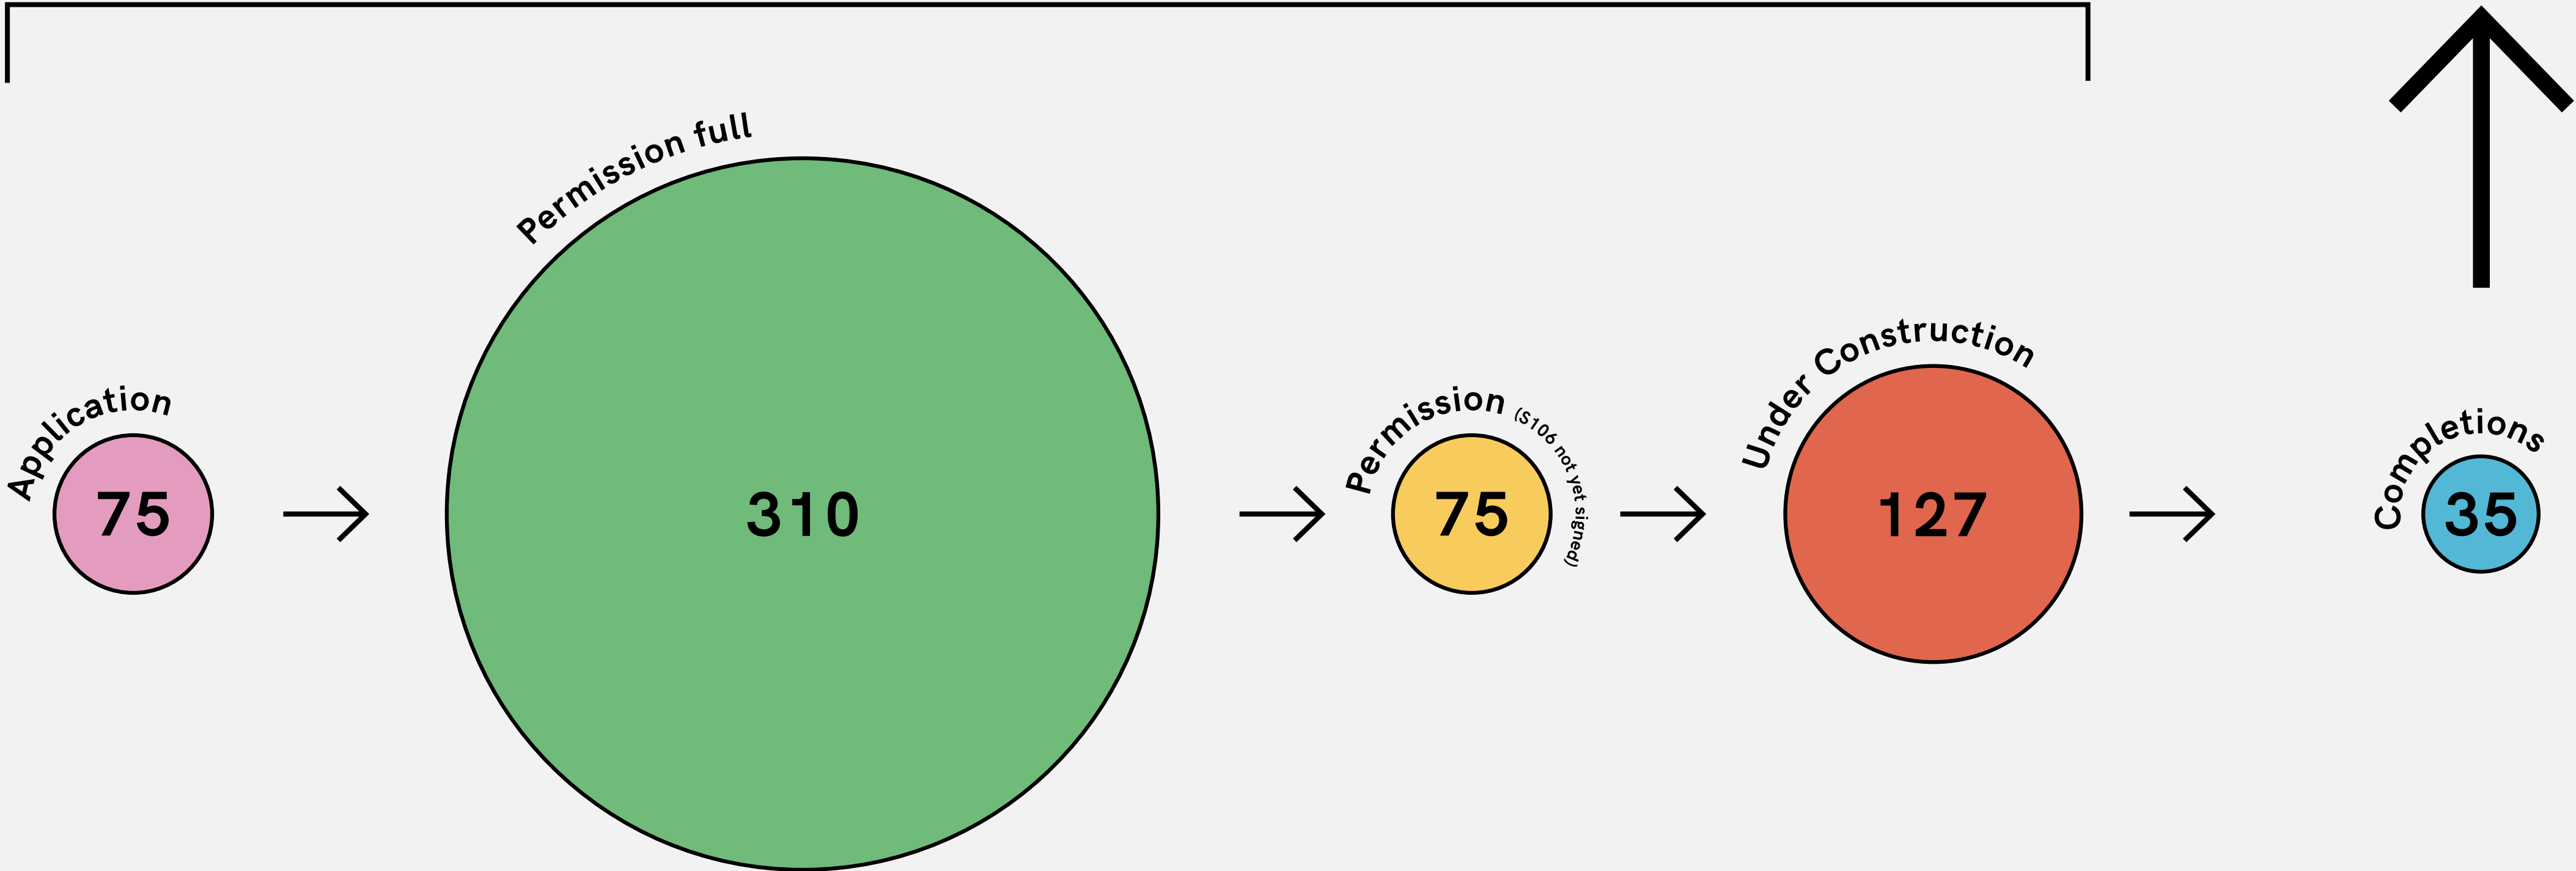 Application
75
Permission full
310
Permission (S106 not yet signed)
75
Under Construction
127
Completions
35